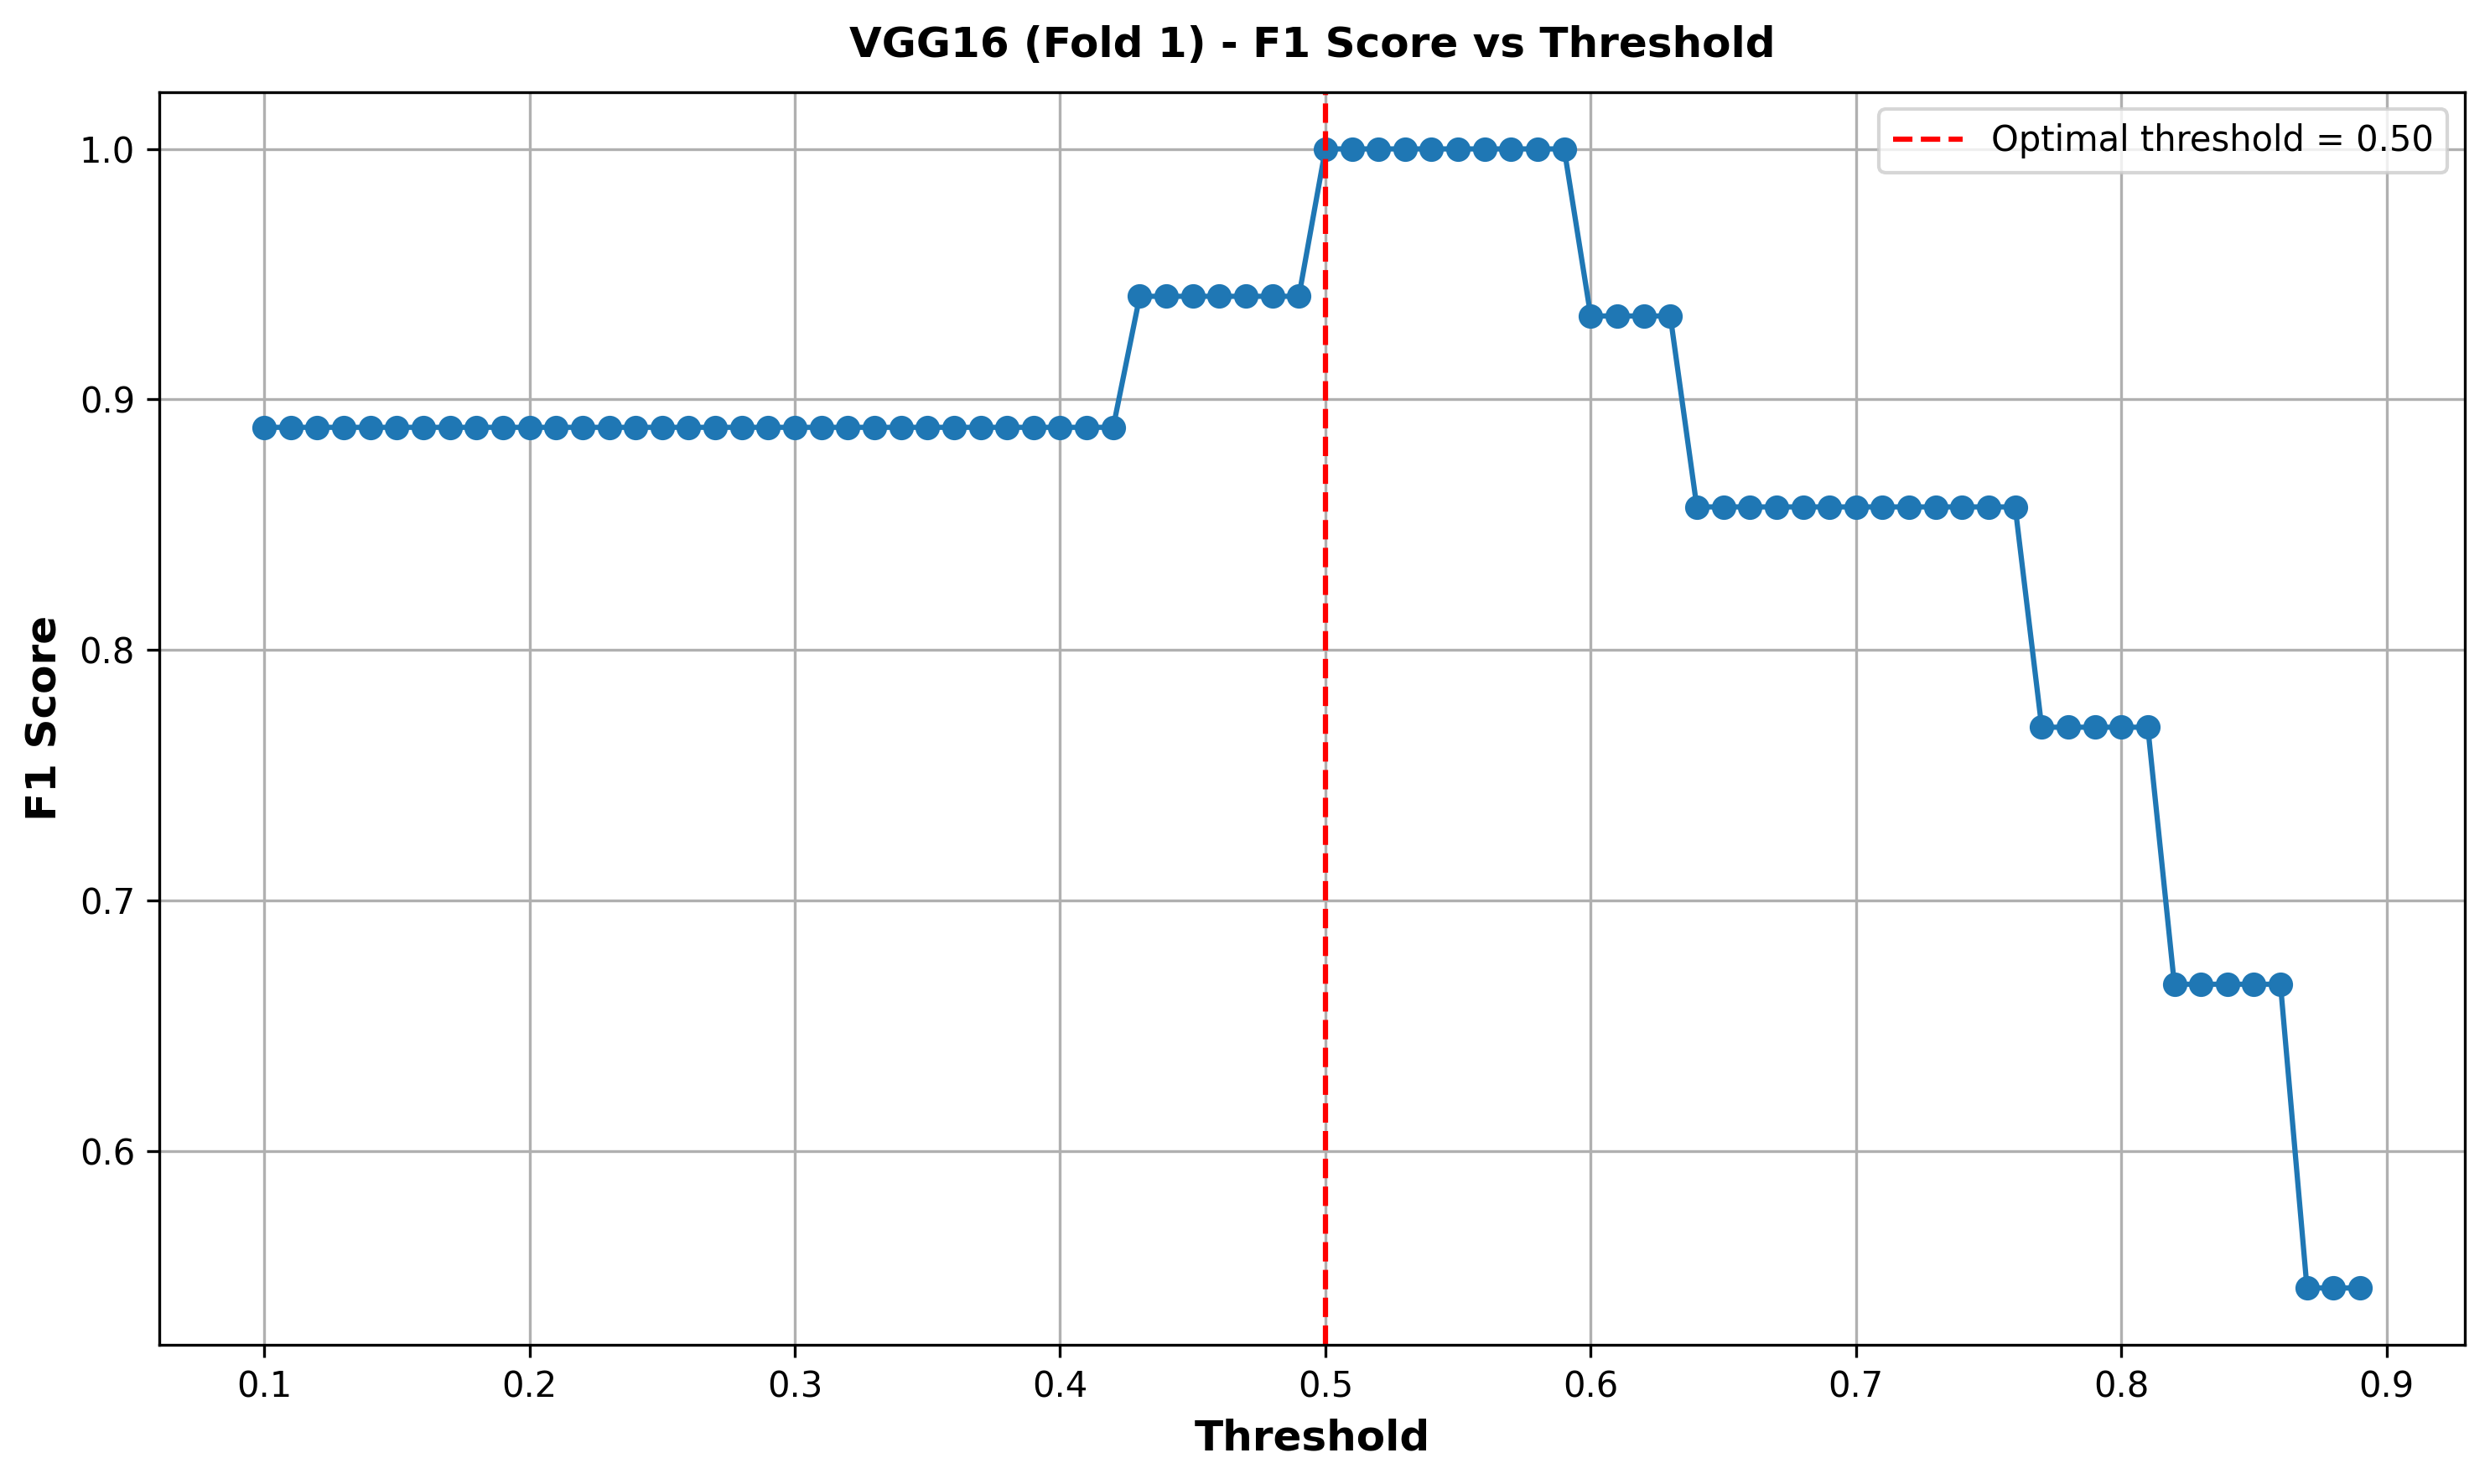 VGG16 (Fold 1) - F1 Score vs Threshold
Optimal threshold = 0.50
F1 Score
1.0
0.9
0.8
0.7
0.6
0.1 0.2 0.3 0.4 0.5 0.6 0.7 0.8 0.9
Threshold